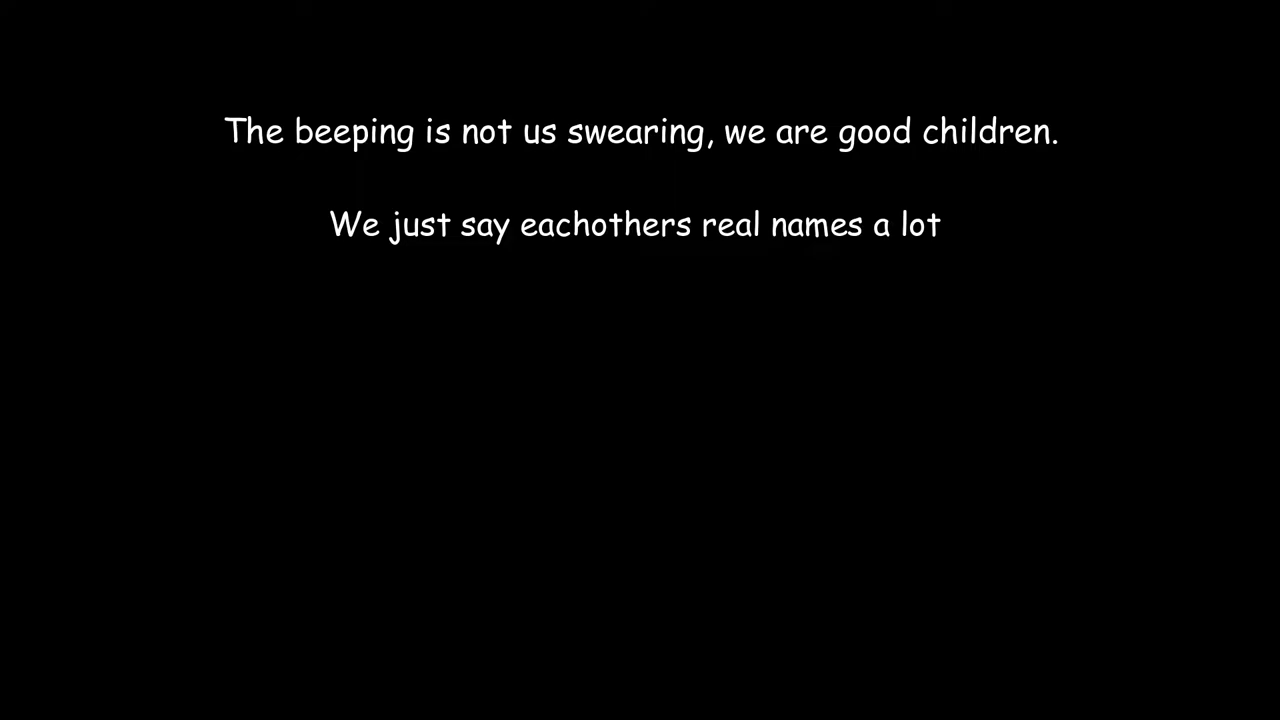 The beeping is not us swearing, we are good children.
We just say eachothers real names a lot